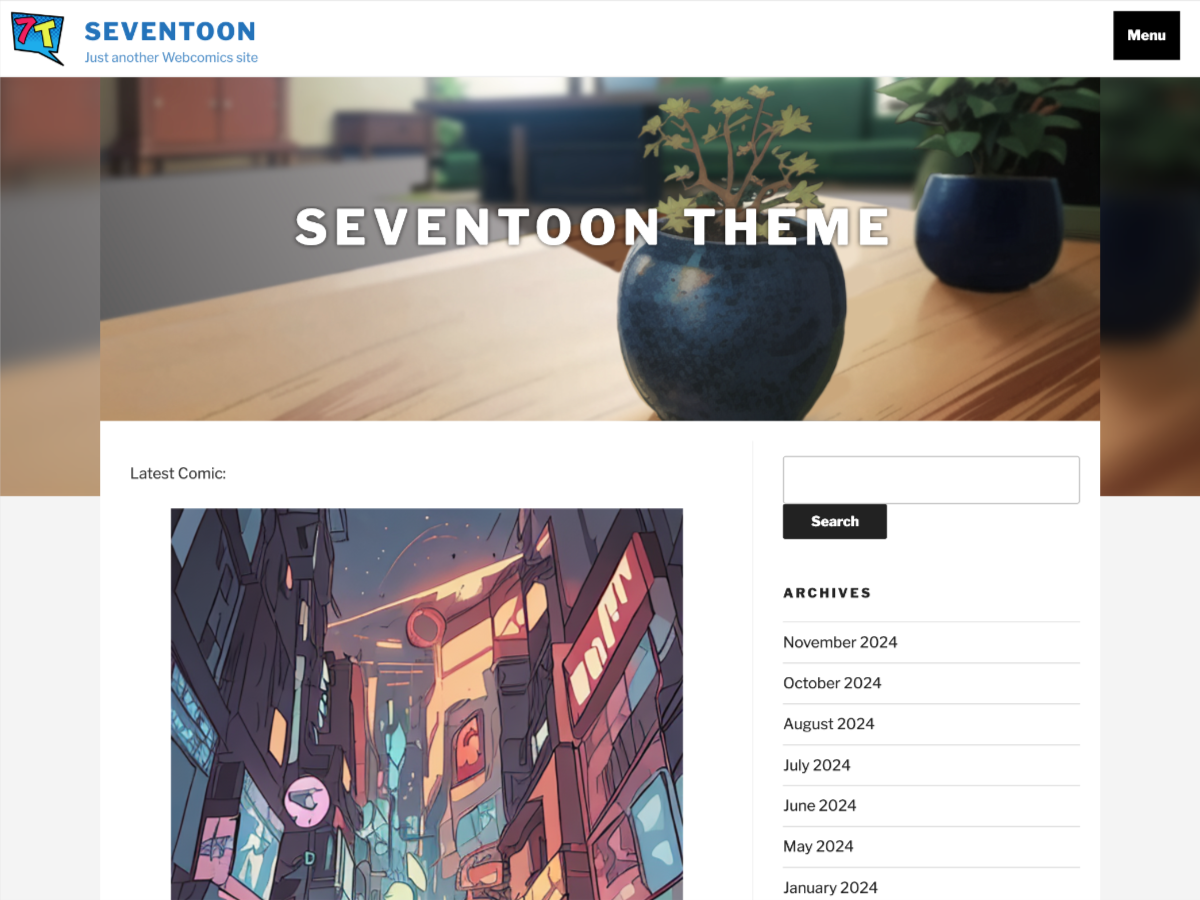 7T
SEVENTOON
Just another Webcomics site
Menu
SEVENTOON THEME
Latest Comic:
Search
ARCHIVES
November 2024
October 2024
August 2024
July 2024
June 2024
May 2024
January 2024